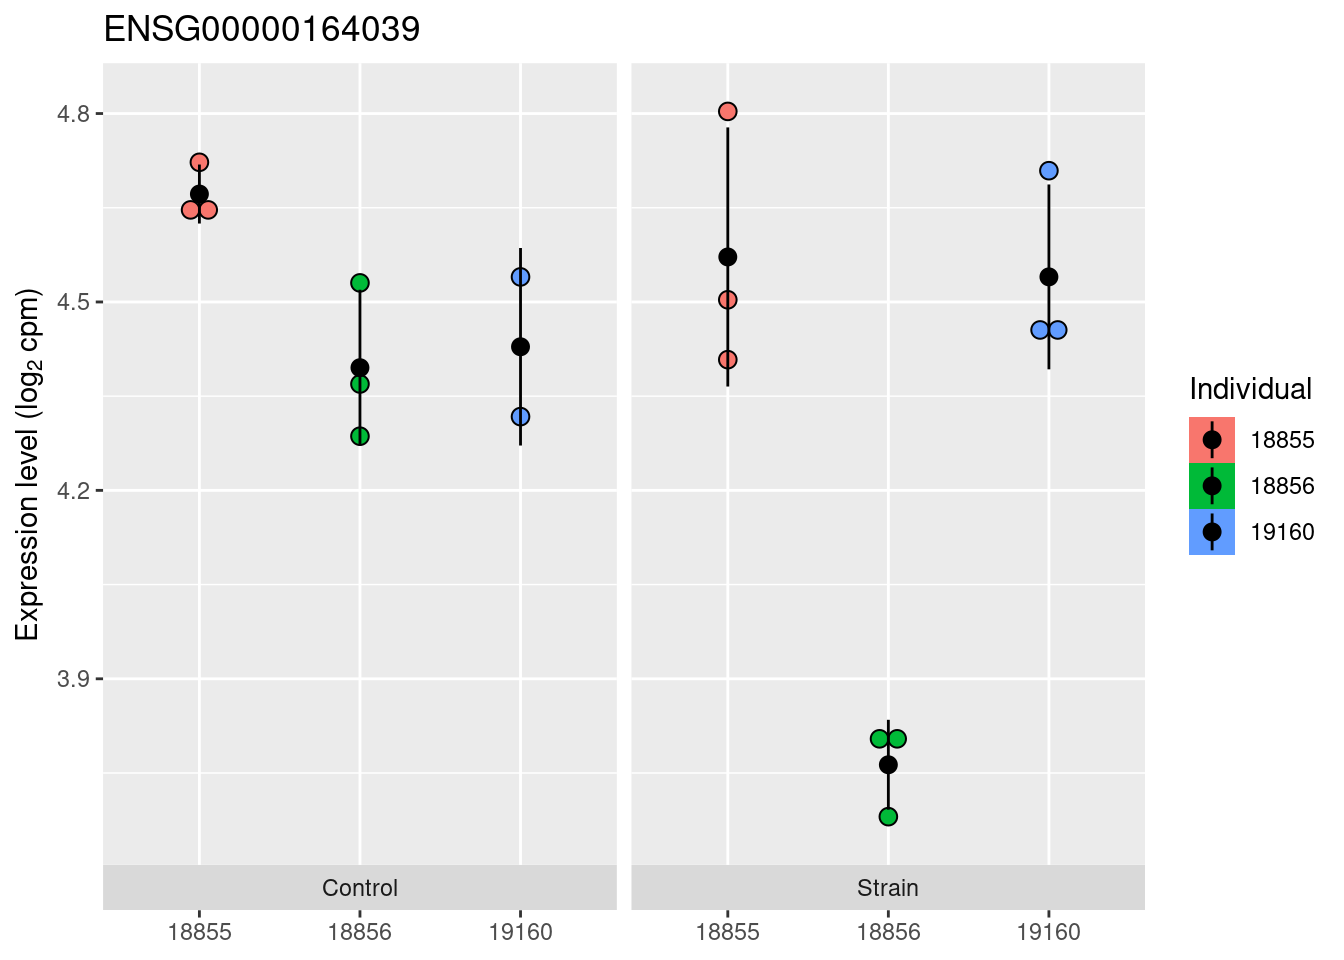 ENSG00000164039
Expression level (log2 cpm)
4.8
4.5
4.2
3.9
Control
Strain
18855
18856
19160
18855
18856
19160
Individual
18855
18856
19160